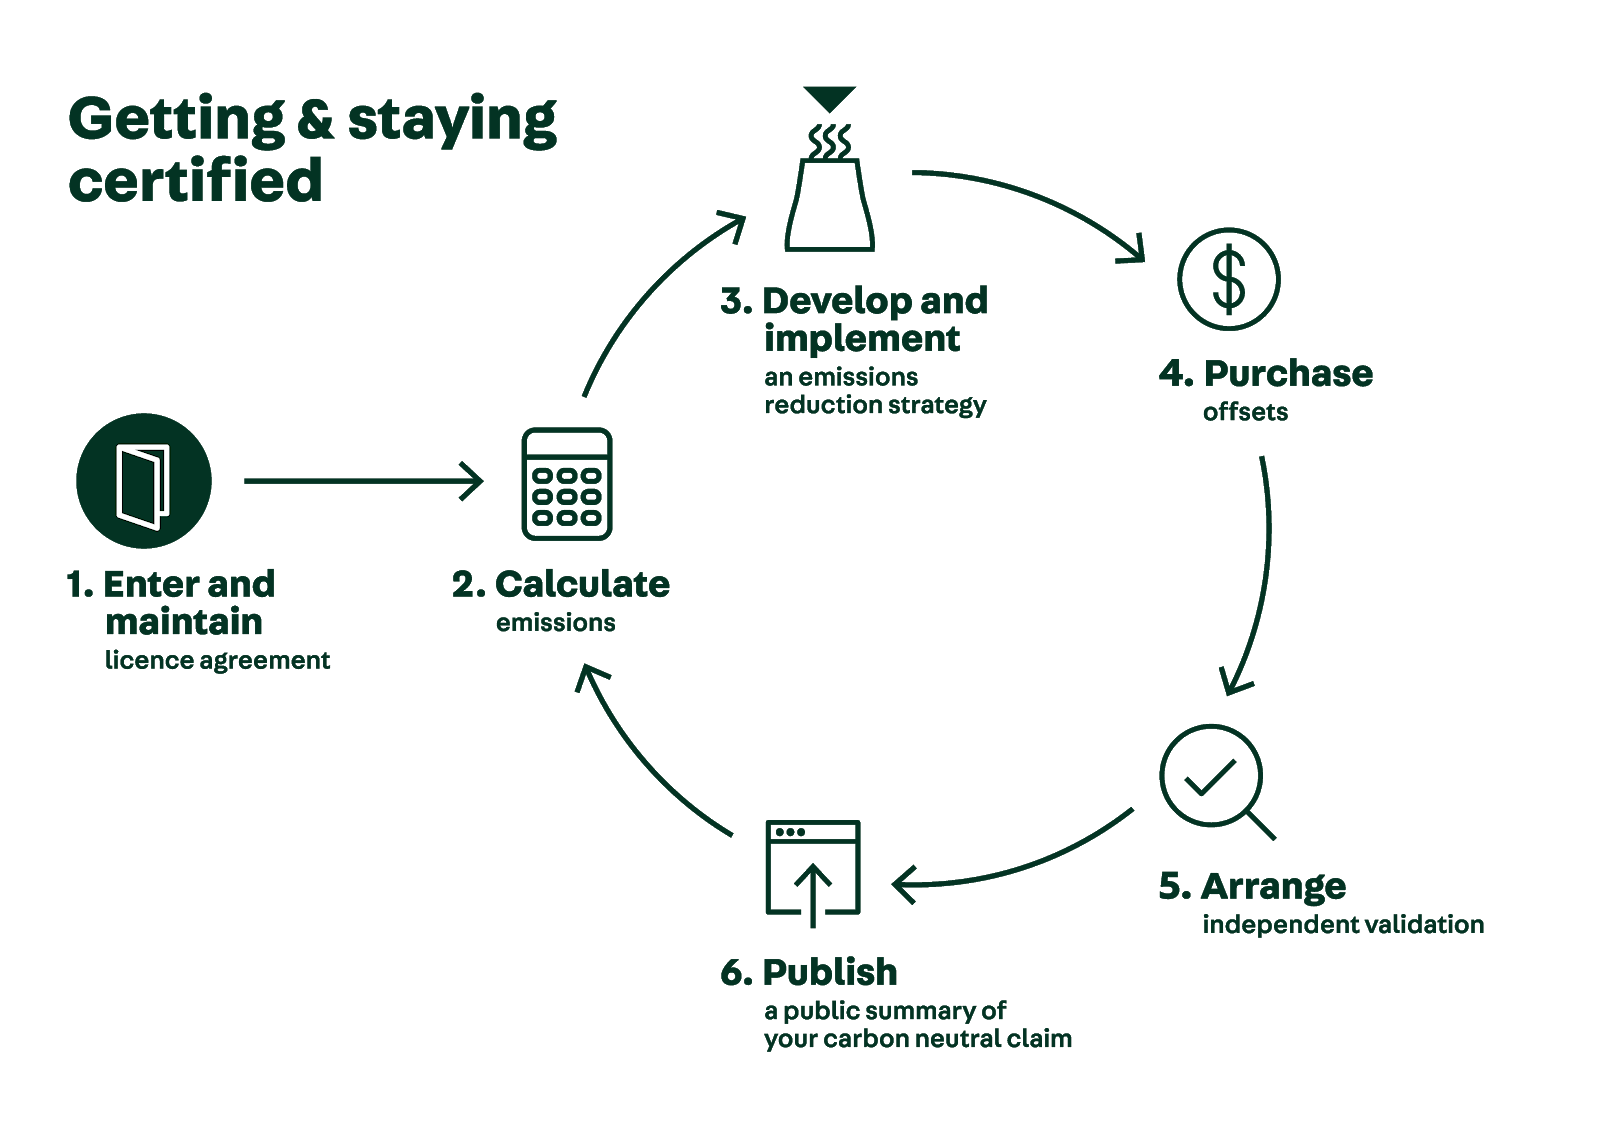 Getting & staying
certified
1. Enter and
maintain
licence agreement
2. Calculate
emissions
3. Develop and
implement
an emissions
reduction strategy
$
4. Purchase
offsets
5. Arrange
independent validation
6. Publish
a public summary of
your carbon neutral claim